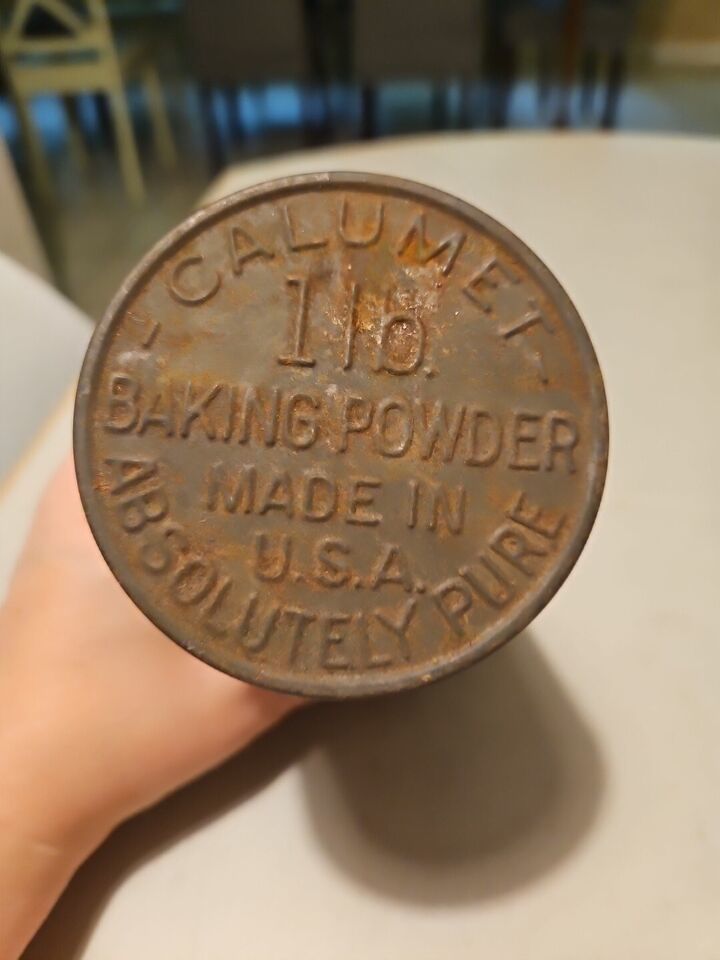 - CALUMET -
1 lb.
BAKING POWDER
MADE IN
U.S.A.
ABSOLUTELY PURE